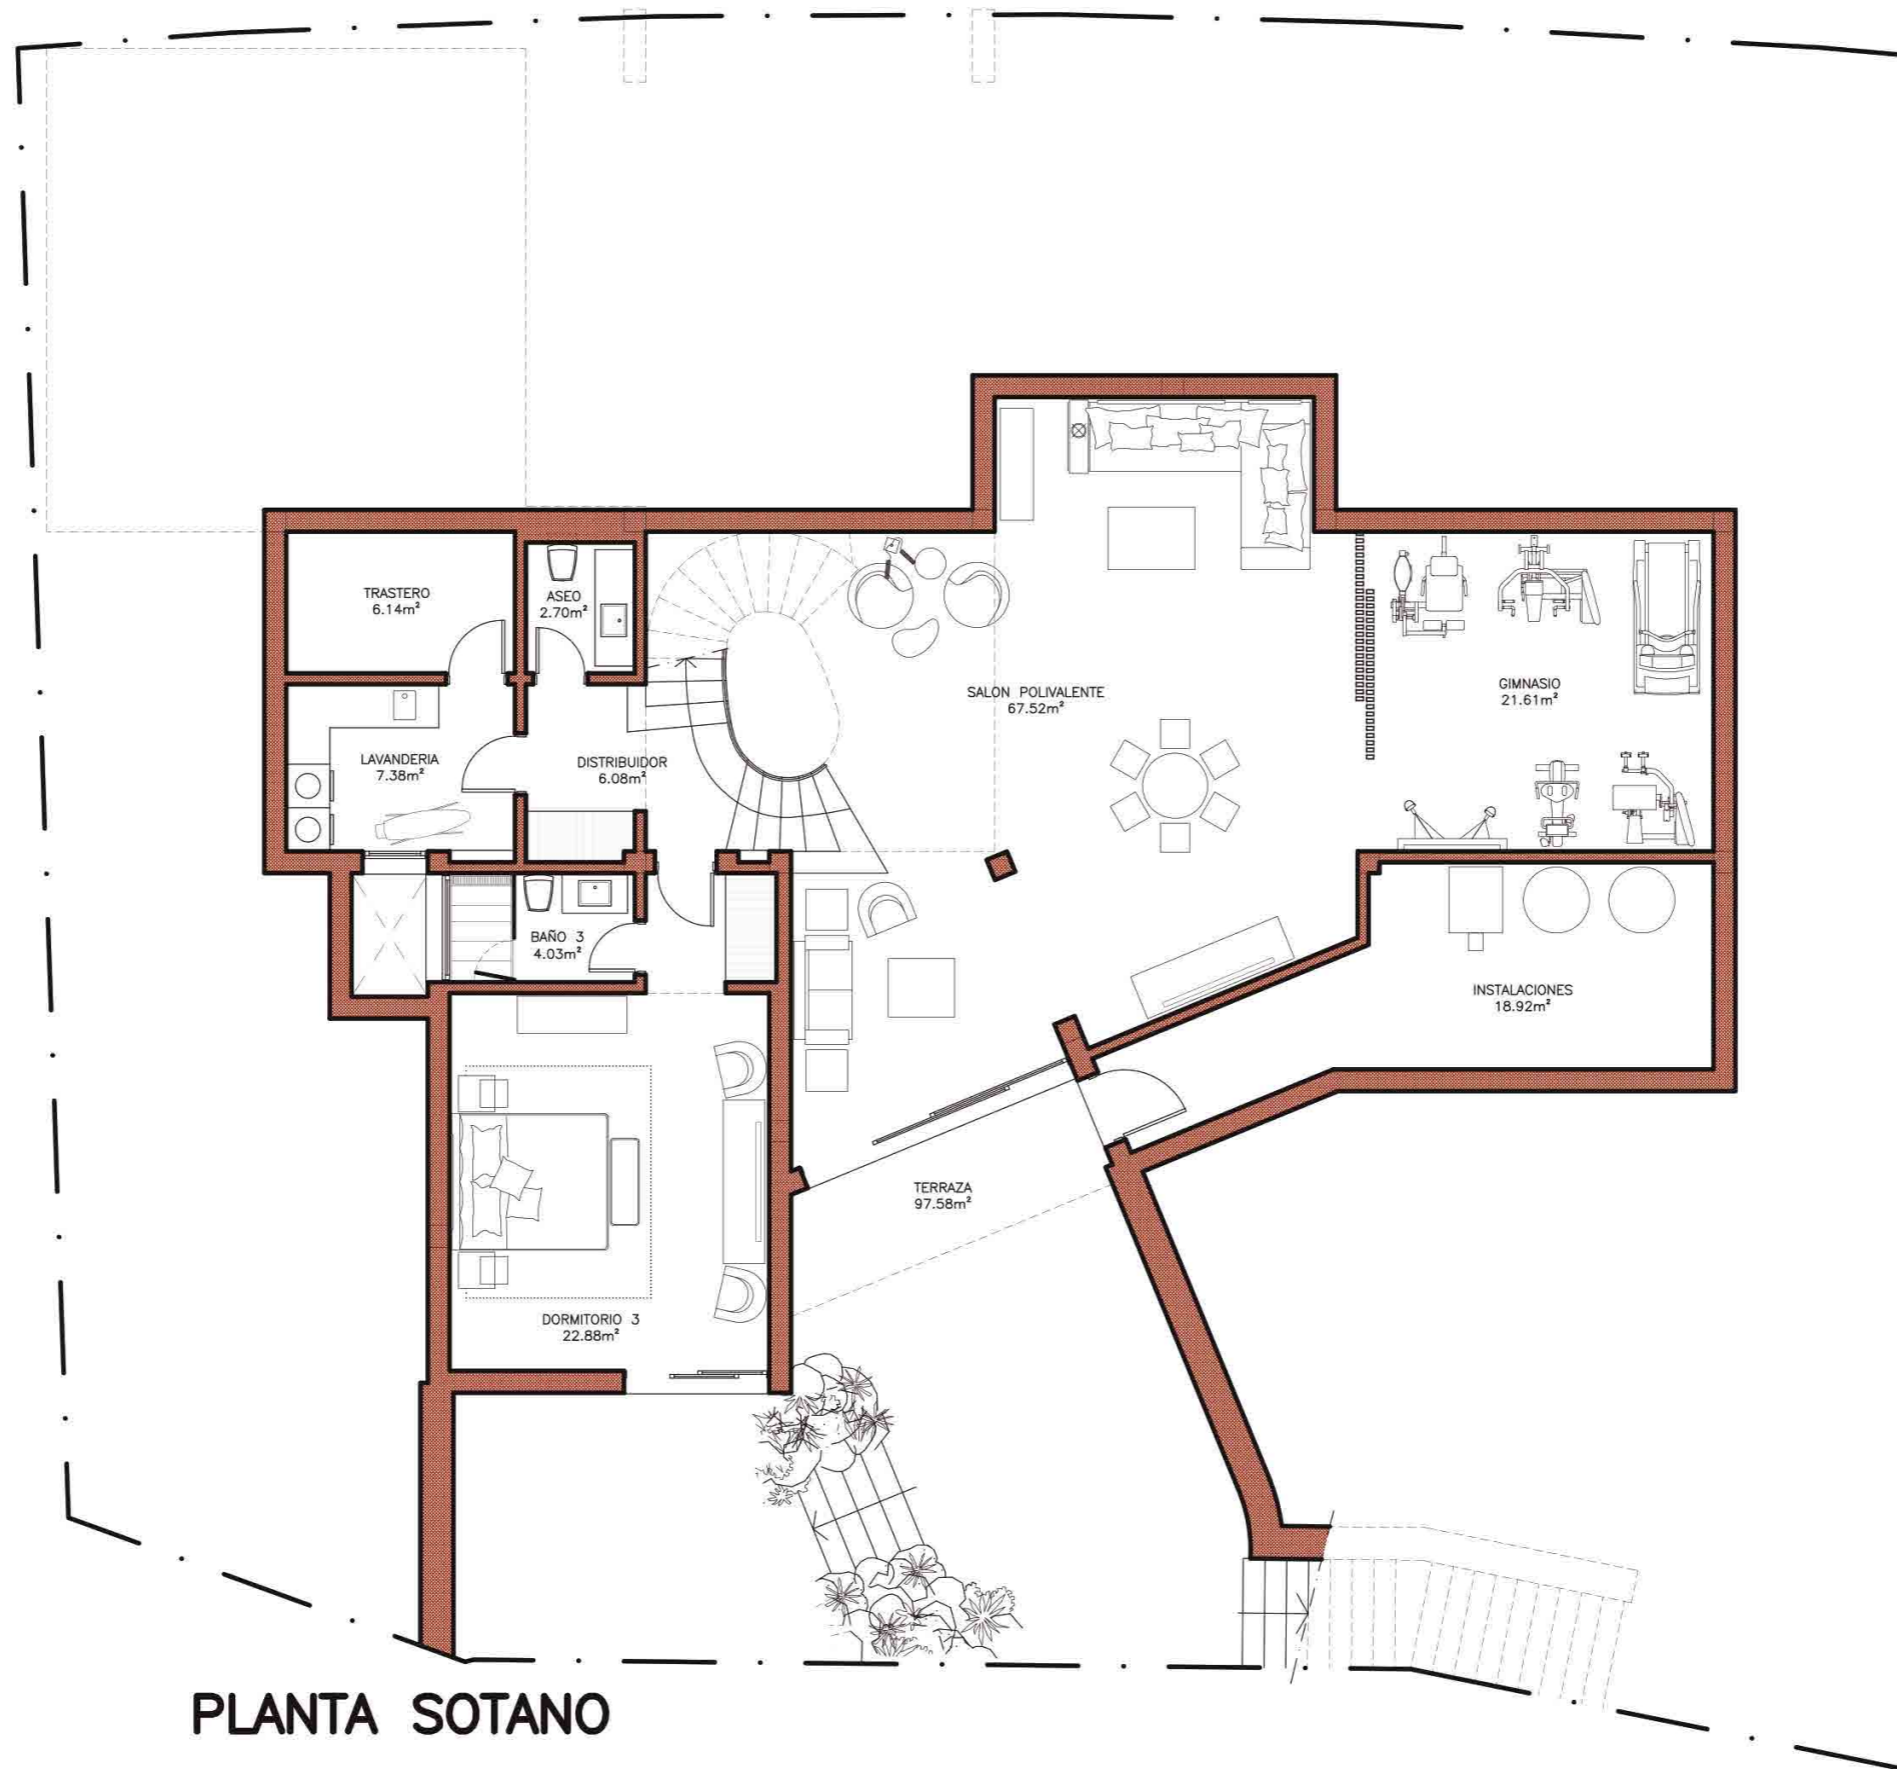 TRASTERO
6.14m²
ASEO
2.70m²
SALON POLIVALENTE
67.52m²
GIMNASIO
21.61m²
LAVANDERIA
7.38m²
DISTRIBUIDOR
6.08m²
BAÑO 3
4.03m²
INSTALACIONES
18.92m²
TERRAZA
97.58m²
DORMITORIO 3
22.88m²
PLANTA SOTANO